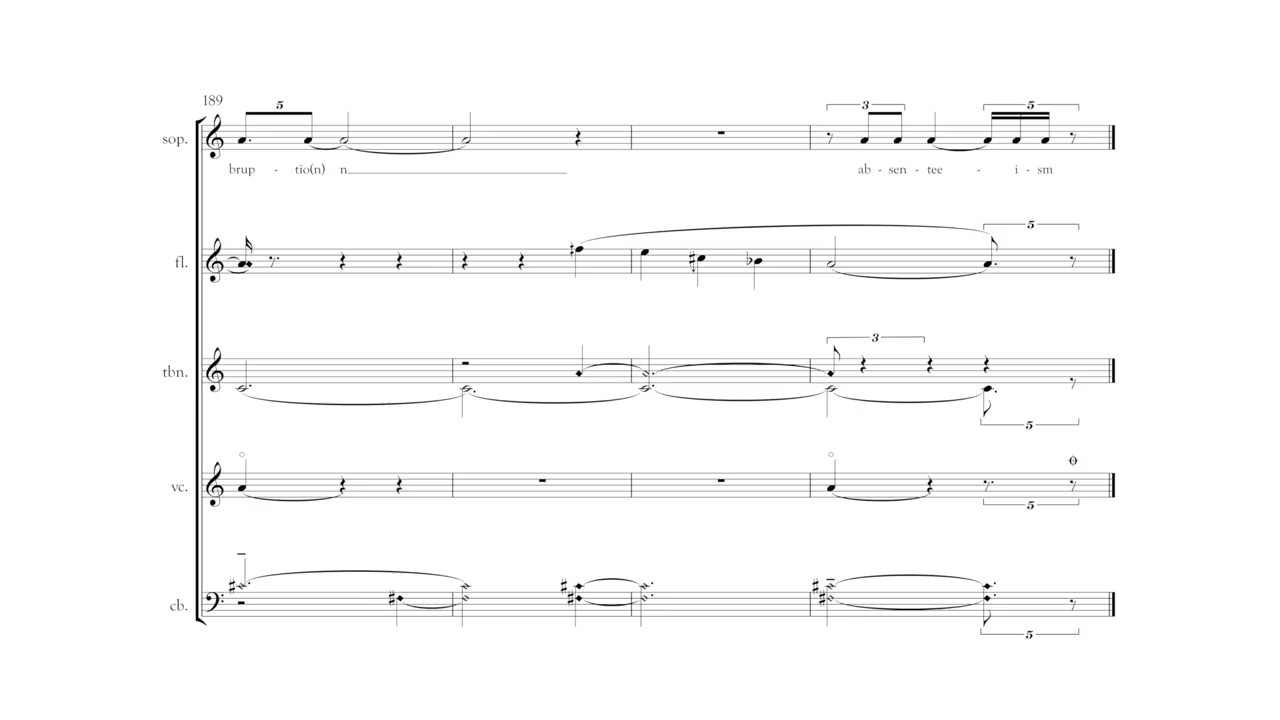 189
5
3
5
sop.
brup - tio(n) n ab - sen - tee - i - sm
5
fl.
3
tbn.
5
vc.
5
cb.
5